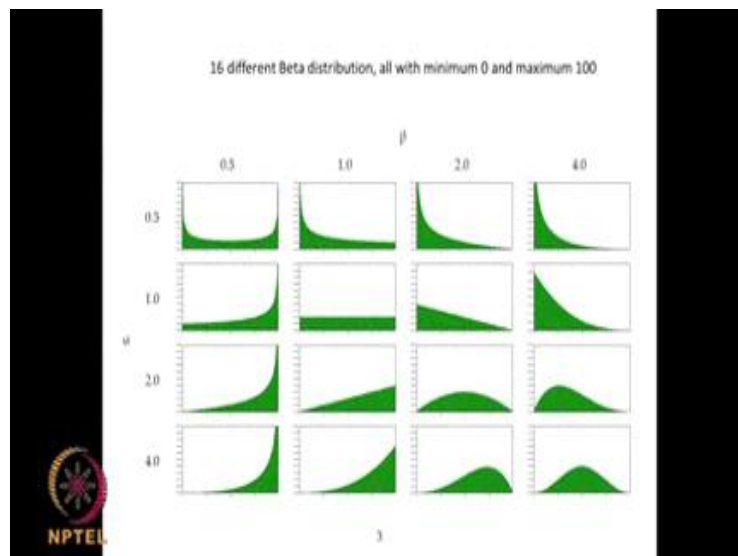 16 different Beta distribution, all with minimum 0 and maximum 100
β
0.5 1.0 2.0 4.0
0.5
1.0
α
2.0
4.0
NPTEL
3